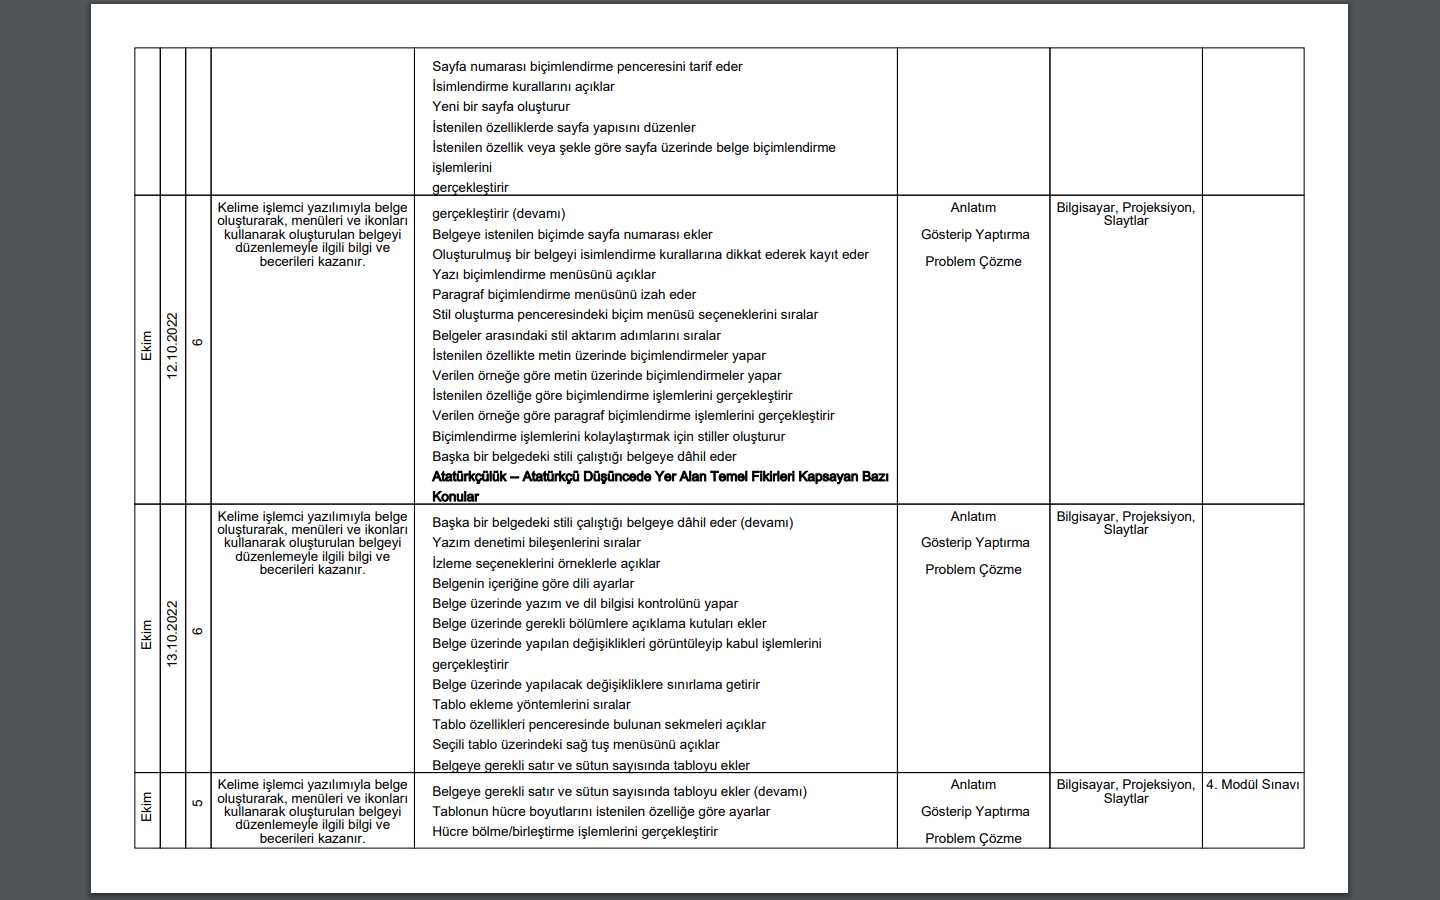 Sayfa numarası biçimlendirme penceresini tarif eder
İsimlendirme kurallarını açıklar
Yeni bir sayfa oluşturur
İstenilen özelliklerde sayfa yapısını düzenler
İstenilen özellik veya şekle göre sayfa üzerinde belge biçimlendirme
işlemlerini
gerçekleştirir
Ekim
12.10.2022
6
Kelime işlemci yazılımıyla belge
oluşturarak, menüleri ve ikonları
kullanarak oluşturulan belgeyi
düzenlemeyle ilgili bilgi ve
becerileri kazanır.
gerçekleştirir (devamı)
Belgeye istenilen biçimde sayfa numarası ekler
Oluşturulmuş bir belgeyi isimlendirme kurallarına dikkat ederek kayıt eder
Yazı biçimlendirme menüsünü açıklar
Paragraf biçimlendirme menüsünü izah eder
Stil oluşturma penceresindeki biçim menüsü seçeneklerini sıralar
Belgeler arasındaki stil aktarım adımlarını sıralar
İstenilen özellikte metin üzerinde biçimlendirmeler yapar
Verilen örneğe göre metin üzerinde biçimlendirmeler yapar
İstenilen özelliğe göre biçimlendirme işlemlerini gerçekleştirir
Verilen örneğe göre paragraf biçimlendirme işlemlerini gerçekleştirir
Biçimlendirme işlemlerini kolaylaştırmak için stiller oluşturur
Başka bir belgedeki stili çalıştığı belgeye dâhil eder
Atatürkçülük – Atatürkçü Düşüncede Yer Alan Temel Fikirleri Kapsayan Bazı
Konular
Anlatım
Gösterip Yaptırma
Problem Çözme
Bilgisayar, Projeksiyon,
Slaytlar
Ekim
13.10.2022
6
Kelime işlemci yazılımıyla belge
oluşturarak, menüleri ve ikonları
kullanarak oluşturulan belgeyi
düzenlemeyle ilgili bilgi ve
becerileri kazanır.
Başka bir belgedeki stili çalıştığı belgeye dâhil eder (devamı)
Yazım denetimi bileşenlerini sıralar
İzleme seçeneklerini örneklerle açıklar
Belgenin içeriğine göre dili ayarlar
Belge üzerinde yazım ve dil bilgisi kontrolünü yapar
Belge üzerinde gerekli bölümlere açıklama kutuları ekler
Belge üzerinde yapılan değişiklikleri görüntüleyip kabul işlemlerini
gerçekleştirir
Belge üzerinde yapılacak değişikliklere sınırlama getirir
Tablo ekleme yöntemlerini sıralar
Tablo özellikleri penceresinde bulunan sekmeleri açıklar
Seçili tablo üzerindeki sağ tuş menüsünü açıklar
Belgeye gerekli satır ve sütun sayısında tabloyu ekler
Anlatım
Gösterip Yaptırma
Problem Çözme
Bilgisayar, Projeksiyon,
Slaytlar
Ekim
5
Kelime işlemci yazılımıyla belge
oluşturarak, menüleri ve ikonları
kullanarak oluşturulan belgeyi
düzenlemeyle ilgili bilgi ve
becerileri kazanır.
Belgeye gerekli satır ve sütun sayısında tabloyu ekler (devamı)
Tablonun hücre boyutlarını istenilen özelliğe göre ayarlar
Hücre bölme/birleştirme işlemlerini gerçekleştirir
Anlatım
Gösterip Yaptırma
Problem Çözme
Bilgisayar, Projeksiyon,
Slaytlar
4. Modül Sınavı